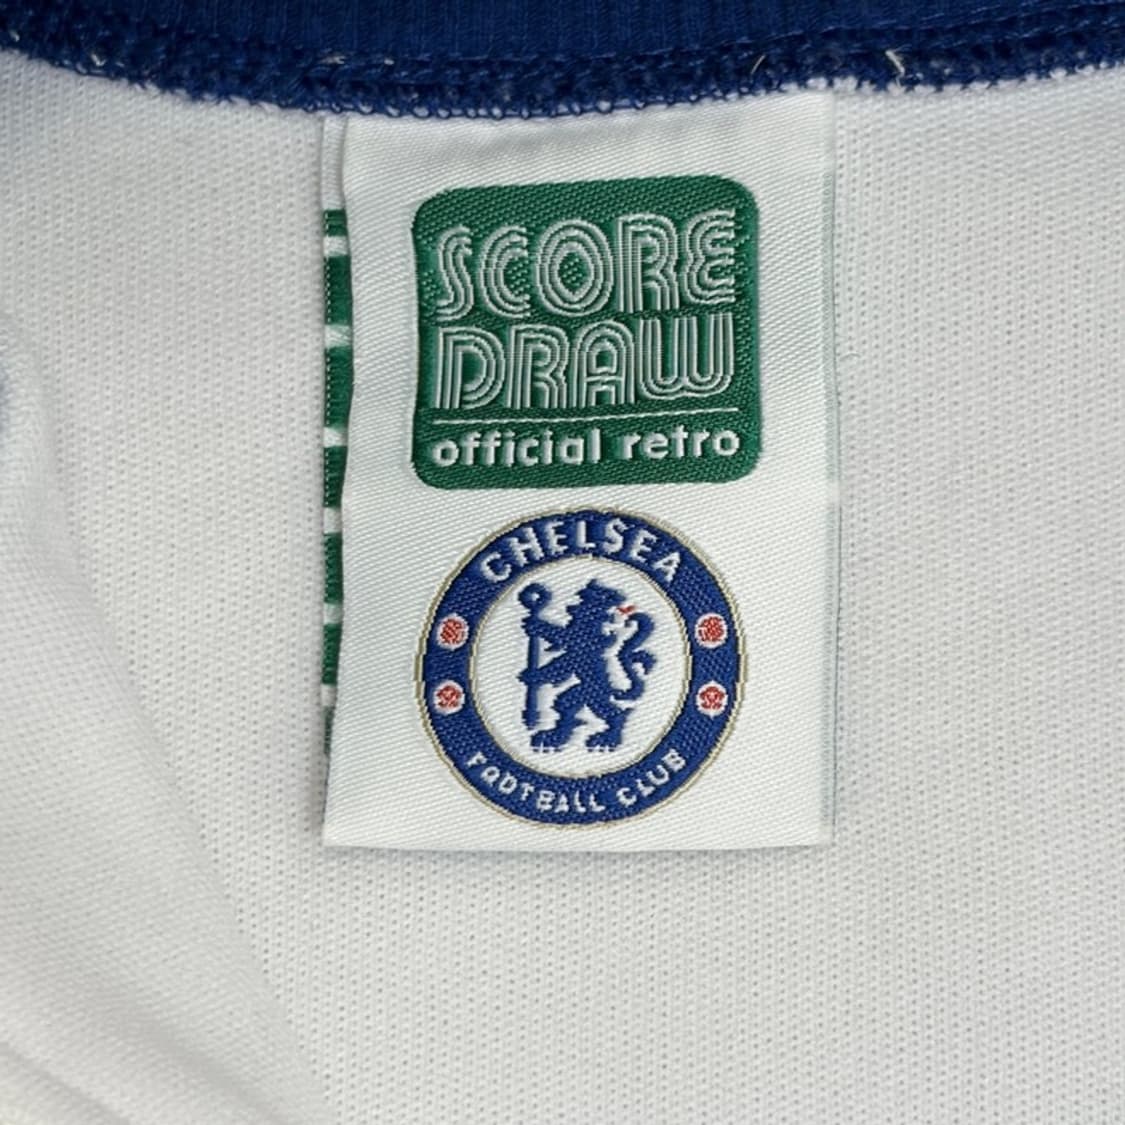 SCORE
DRAW
official retro
CHELSEA
FOOTBALL CLUB